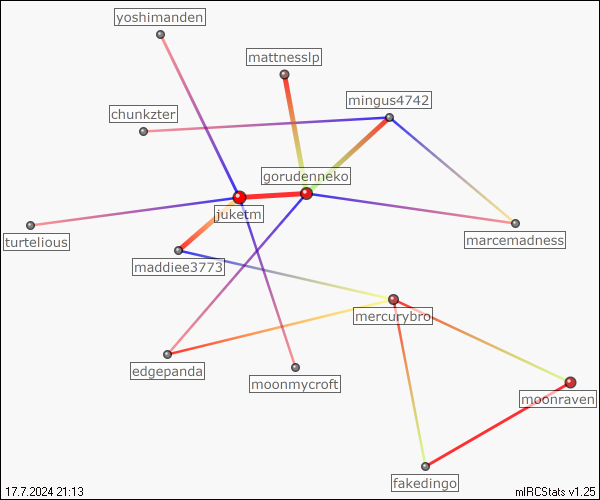 yoshimanden
mattnesslp
mingus4742
chunkzter
gorudenneko
juketm
turtelious
marcemadness
maddiee3773
mercurybro
edgepanda
moonmycroft
moonraven
fakedingo
17.7.2024 21:13
mIRCStats v1.25